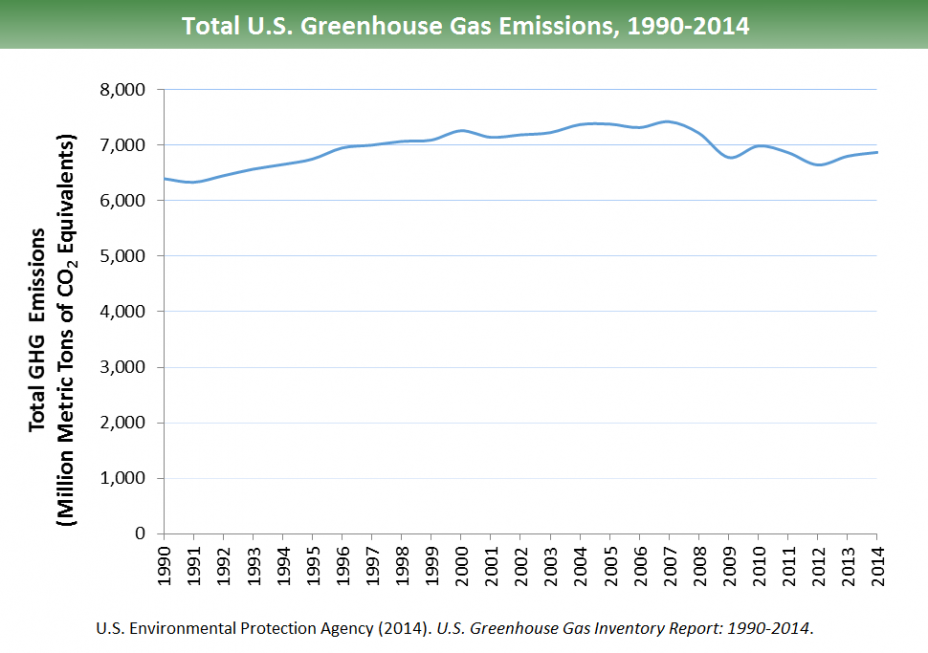 Total U.S. Greenhouse Gas Emissions, 1990-2014
Total GHG Emissions
(Million Metric Tons of CO2 Equivalents)
8,000
7,000
6,000
5,000
4,000
3,000
2,000
1,000
0
1990 1991 1992 1993 1994 1995 1996 1997 1998 1999 2000 2001 2002 2003 2004 2005 2006 2007 2008 2009 2010 2011 2012 2013 2014
U.S. Environmental Protection Agency (2014). U.S. Greenhouse Gas Inventory Report: 1990-2014.